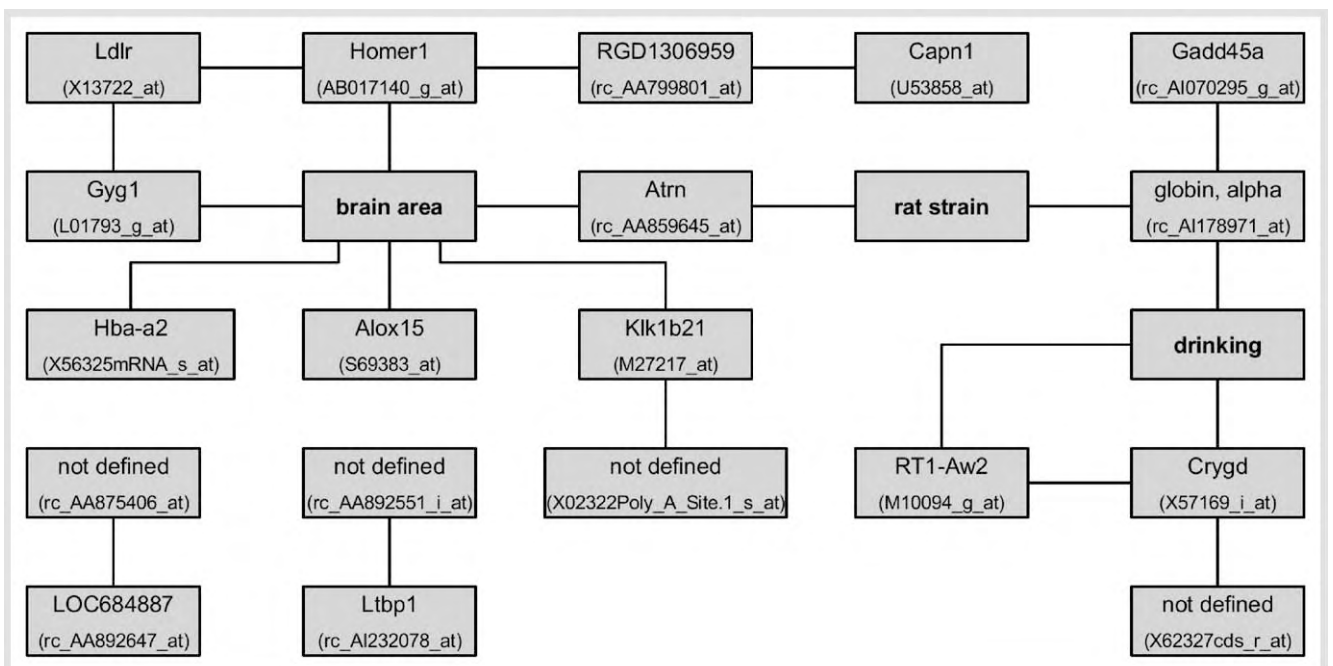 Ldlr
(X13722_at)
Homer1
(AB017140_g_at)
RGD1306959
(rc_AA799801_at)
Capn1
(U53858_at)
Gadd45a
(rc_AI070295_g_at)
Gyg1
(L01793_g_at)
brain area
Atrn
(rc_AA859645_at)
rat strain
globin, alpha
(rc_AI178971_at)
Hba-a2
(X56325mRNA_s_at)
Alox15
(S69383_at)
Klk1b21
(M27217_at)
drinking
not defined
(rc_AA875406_at)
not defined
(rc_AA892551_i_at)
not defined
(X02322Poly_A_Site.1_s_at)
RT1-Aw2
(M10094_g_at)
Crygd
(X57169_i_at)
LOC684887
(rc_AA892647_at)
Ltbp1
(rc_AI232078_at)
not defined
(X62327cds_r_at)